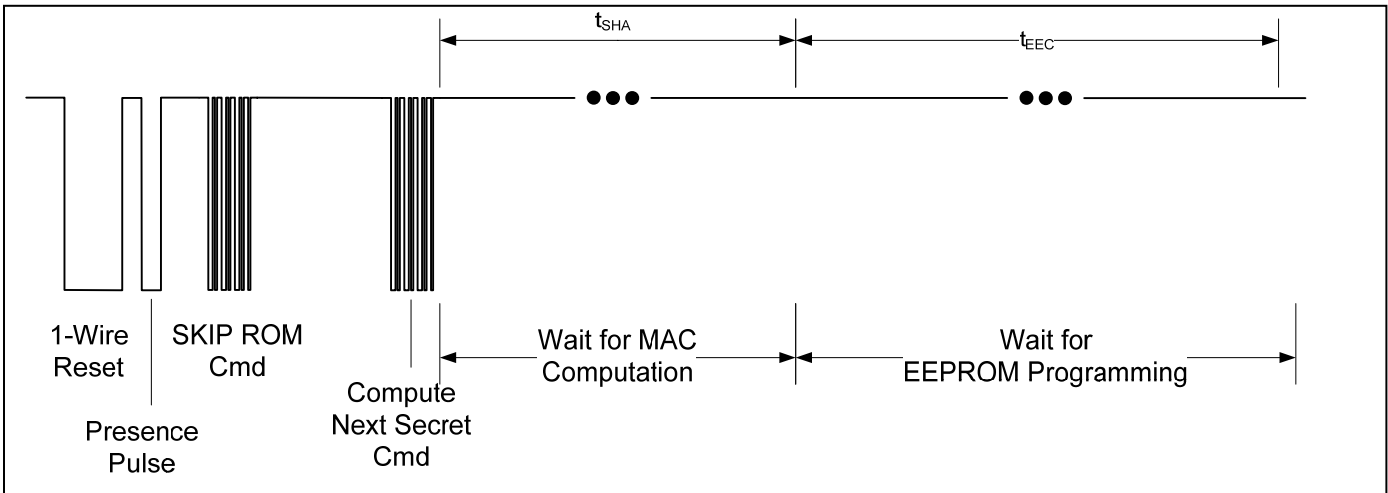 tSHA
tEEC
1-Wire
Reset
SKIP ROM
Cmd
Wait for MAC
Computation
Wait for
EEPROM Programming
Presence
Pulse
Compute
Next Secret
Cmd